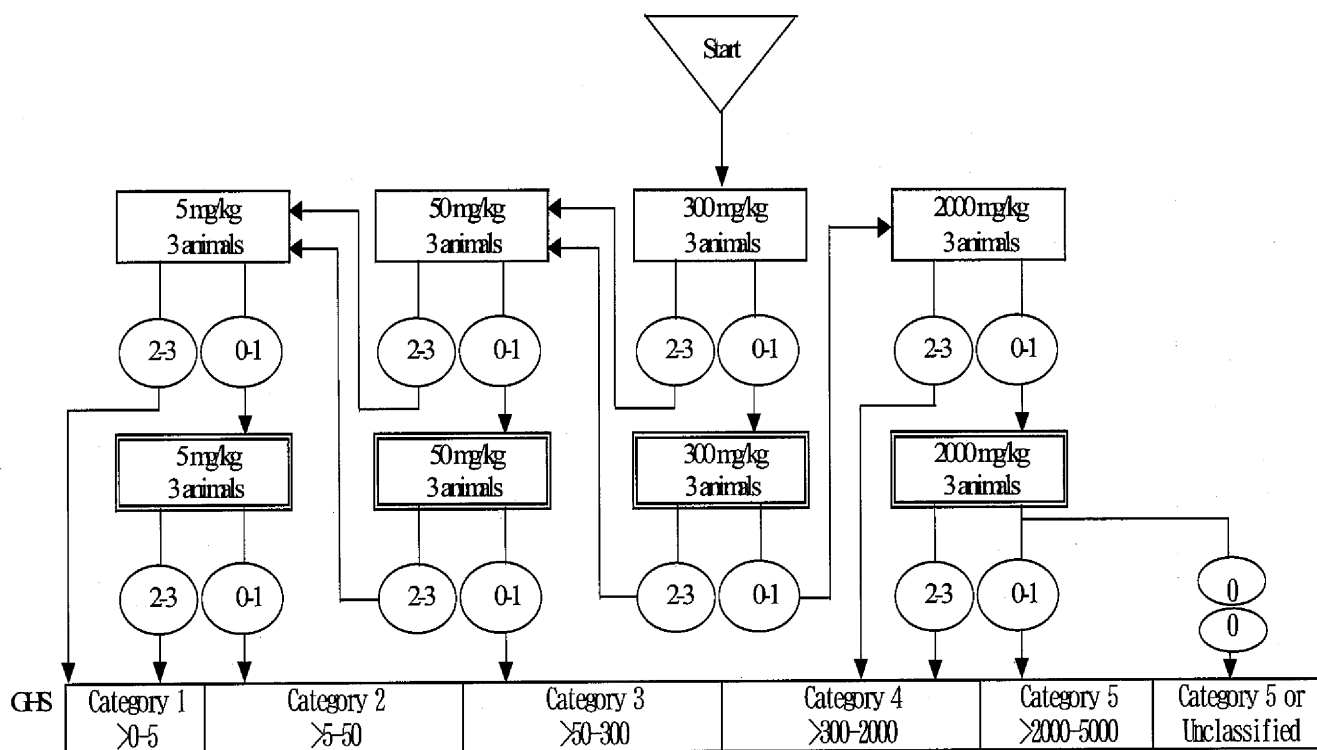 Start
5 mg/kg
3 animals
50 mg/kg
3 animals
300 mg/kg
3 animals
2000 mg/kg
3 animals
2-3
0-1
2-3
0-1
2-3
0-1
2-3
0-1
5 mg/kg
3 animals
50 mg/kg
3 animals
300 mg/kg
3 animals
2000 mg/kg
3 animals
2-3
0-1
2-3
0-1
2-3
0-1
2-3
0-1
0
0
GHS
Category 1
>0-5
Category 2
>5-50
Category 3
>50-300
Category 4
>300-2000
Category 5
>2000-5000
Category 5 or
Unclassified